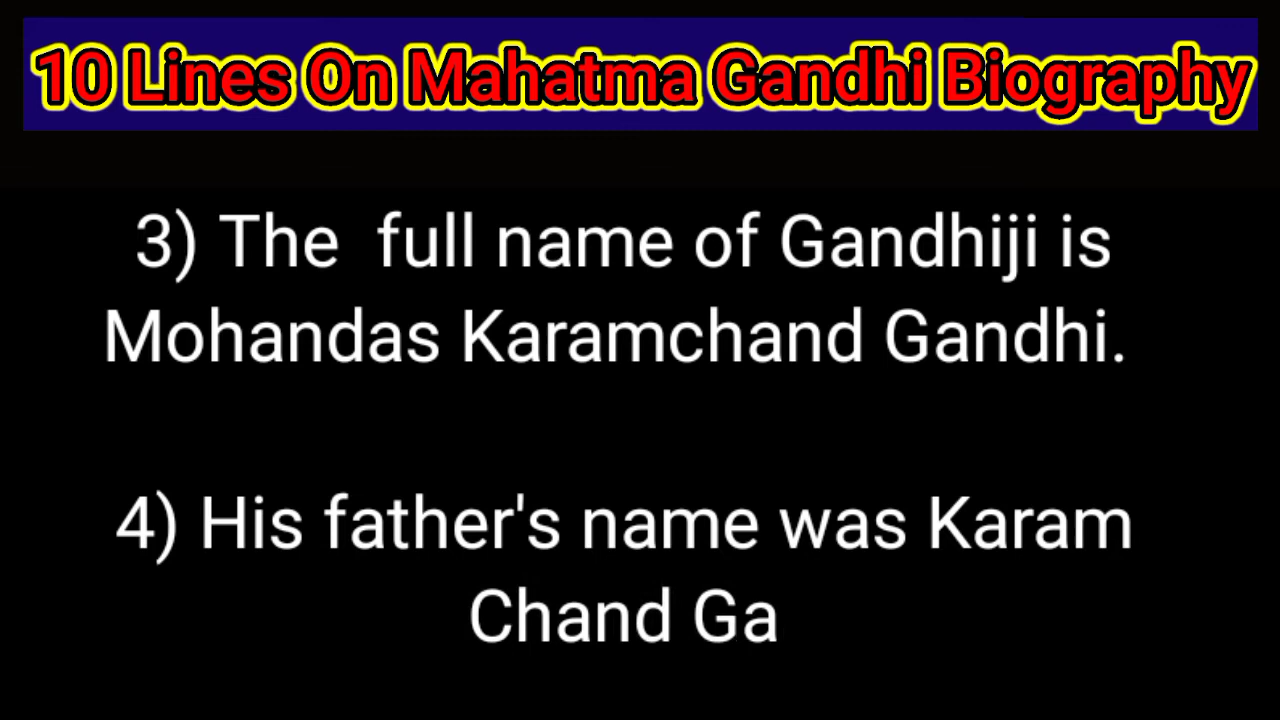 10 Lines On Mahatma Gandhi Biography
3) The full name of Gandhiji is
Mohandas Karamchand Gandhi.
4) His father's name was Karam
Chand Ga